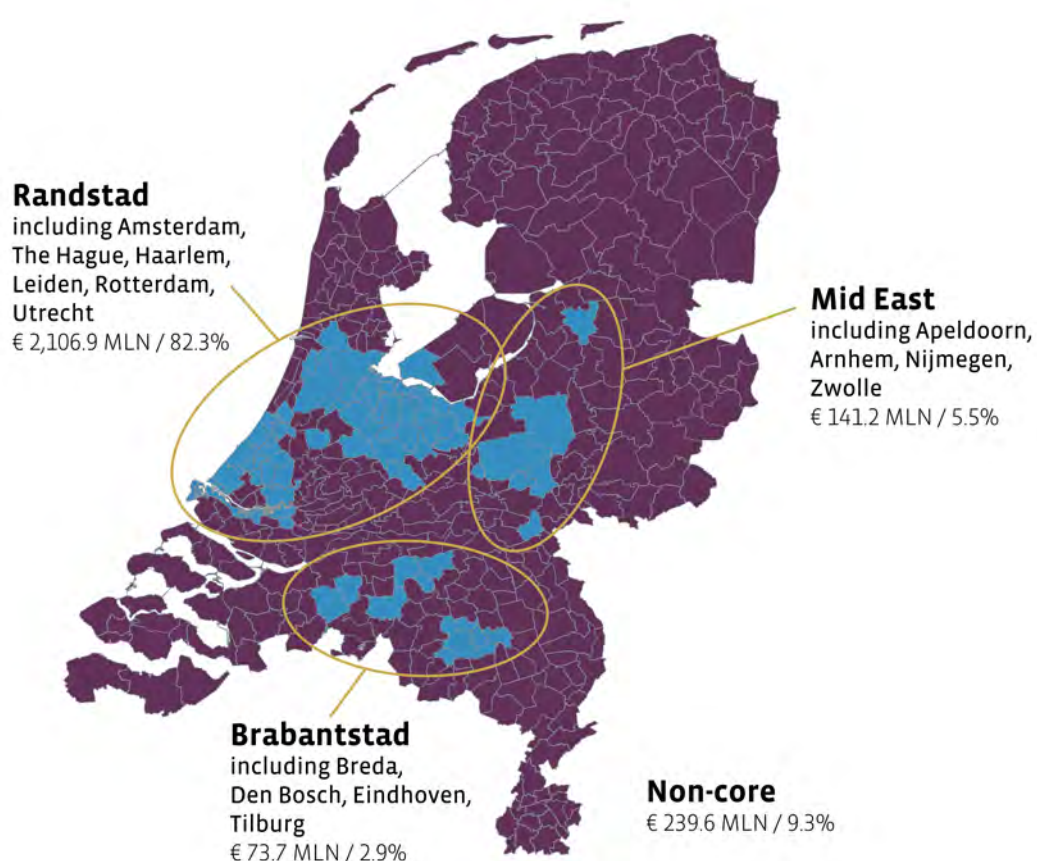 Randstad
including Amsterdam,
The Hague, Haarlem,
Leiden, Rotterdam,
Utrecht
€ 2,106.9 MLN / 82.3%
Mid East
including Apeldoorn,
Arnhem, Nijmegen,
Zwolle
€ 141.2 MLN / 5.5%
Brabantstad
including Breda,
Den Bosch, Eindhoven,
Tilburg
€ 73.7 MLN / 2.9%
Non-core
€ 239.6 MLN / 9.3%